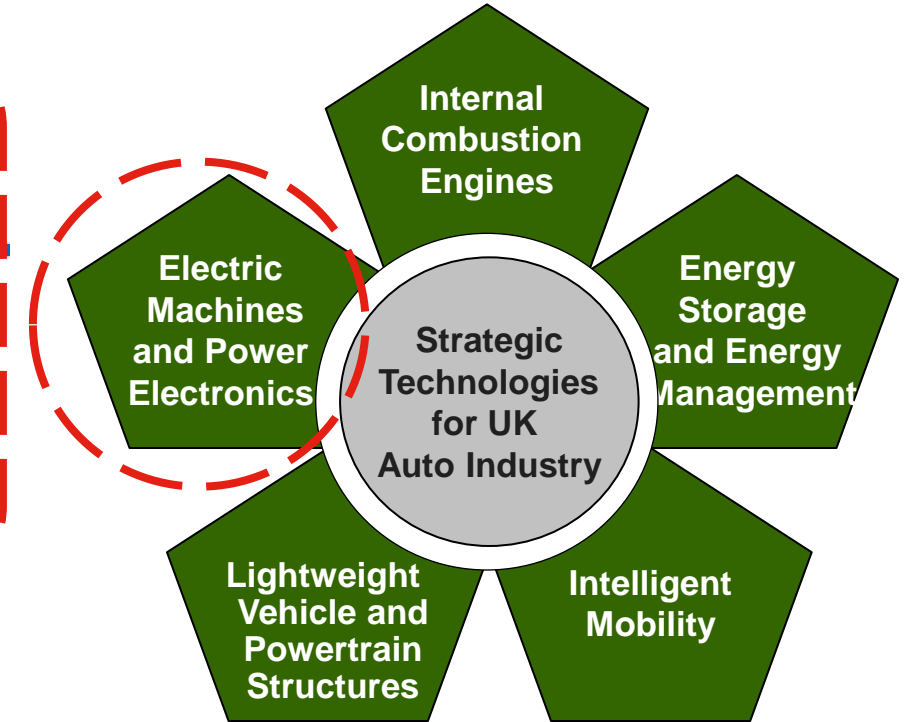 Internal
Combustion
Engines
Electric
Machines
and Power
Electronics
Energy
Storage
and Energy
Management
Strategic
Technologies
for UK
Auto Industry
Lightweight
Vehicle and
Powertrain
Structures
Intelligent
Mobility